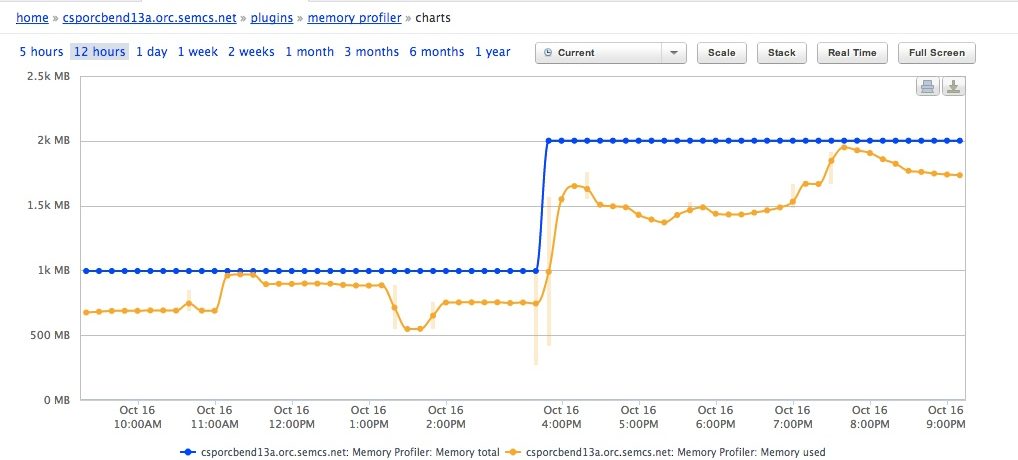 home » csporcbend13a.orc.semcs.net » plugins » memory profiler » charts
5 hours 12 hours 1 day 1 week 2 weeks 1 month 3 months 6 months 1 year Current Scale Stack Real Time Full Screen
2.5k MB
2k MB
1.5k MB
1k MB
500 MB
0 MB
Oct 16 Oct 16 Oct 16 Oct 16 Oct 16 Oct 16 Oct 16 Oct 16 Oct 16 Oct 16 Oct 16
10:00AM 11:00AM 12:00PM 1:00PM 2:00PM 4:00PM 5:00PM 6:00PM 7:00PM 8:00PM 9:00PM
csporcbend13a.orc.semcs.net: Memory Profiler: Memory total csporcbend13a.orc.semcs.net: Memory Profiler: Memory used